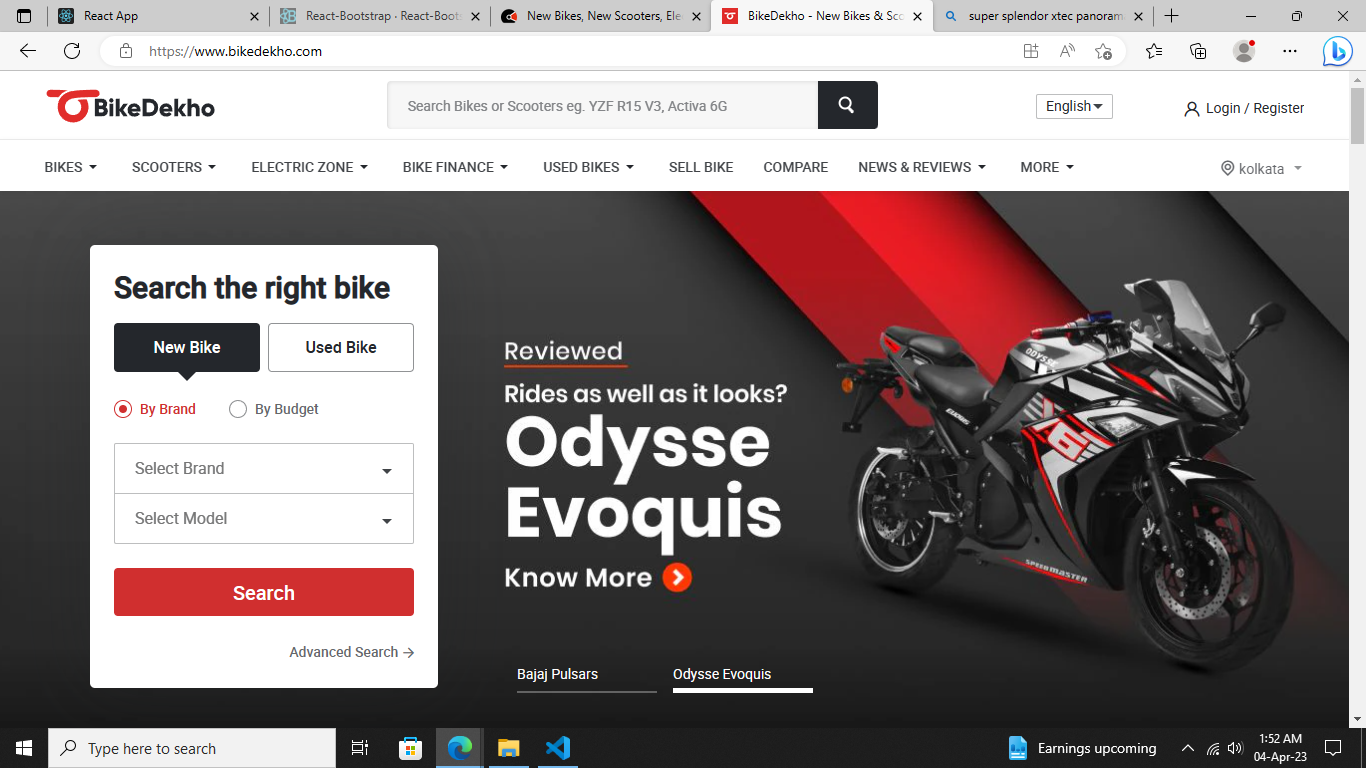 React App
React-Bootstrap · React-Boots
New Bikes, New Scooters, Ele
BikeDekho - New Bikes & Sco
super splendor xtec panoram
https://www.bikedekho.com
BikeDekho
Search Bikes or Scooters eg. YZF R15 V3, Activa 6G
English
Login / Register
BIKES
SCOOTERS
ELECTRIC ZONE
BIKE FINANCE
USED BIKES
SELL BIKE
COMPARE
NEWS & REVIEWS
MORE
kolkata
Search the right bike
New Bike
Used Bike
By Brand
By Budget
Select Brand
Select Model
Search
Advanced Search
Reviewed
Rides as well as it looks?
Odysse
Evoquis
Know More
ODYSSE
EVOQUIS
6
SPEEDMASTER
Bajaj Pulsars
Odysse Evoquis
Type here to search
Earnings upcoming
1:52 AM
04-Apr-23